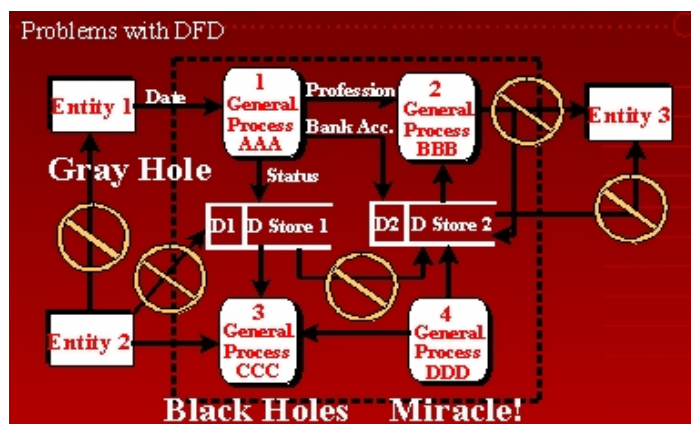 Problems with DFD
Entity 1
Date
1
General
Process
AAA
Profession
Bank Acc.
2
General
Process
BBB
Entity 3
Gray Hole
Status
D1
D Store 1
D2
D Store 2
Entity 2
3
General
Process
CCC
4
General
Process
DDD
Black Holes
Miracle!